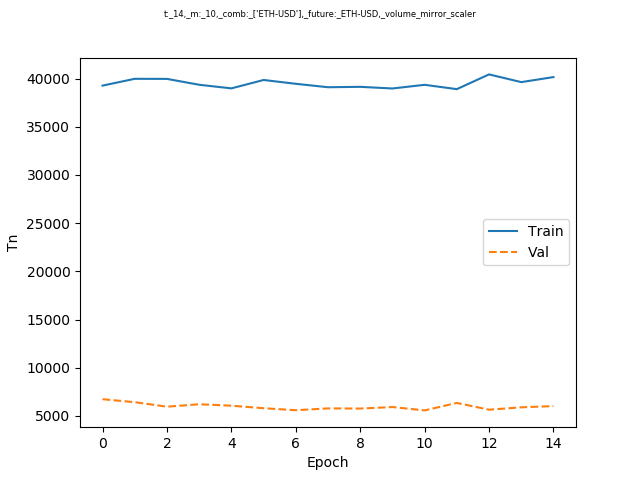 t:_14,_m:_10,_comb:_['ETH-USD'],_future:_ETH-USD,_volume_mirror_scaler
40000
35000
30000
25000
20000
15000
10000
5000
Tn
Train
Val
0 2 4 6 8 10 12 14
Epoch